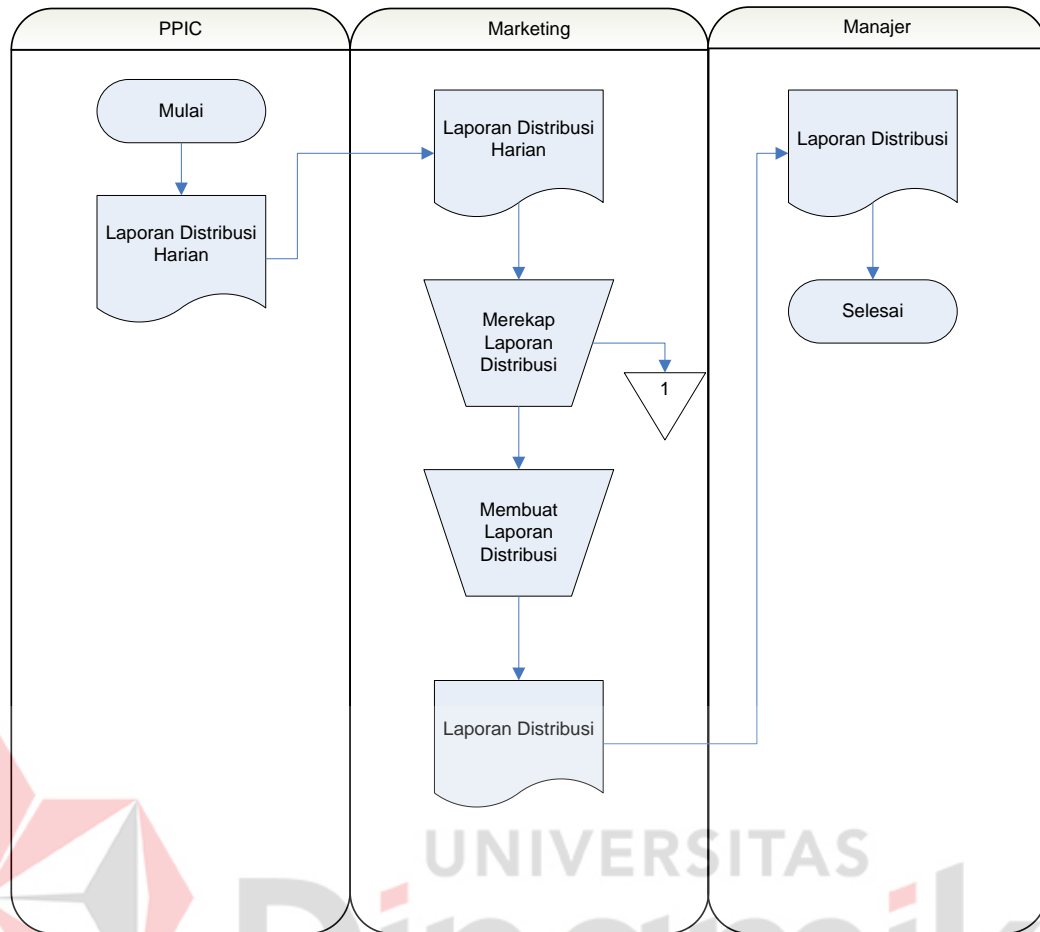 PPIC
Marketing
Manajer
Mulai
Laporan Distribusi
Harian
Laporan Distribusi
Harian
Merekap
Laporan
Distribusi
1
Membuat
Laporan
Distribusi
Laporan Distribusi
Laporan Distribusi
Selesai
UNIVERSITAS